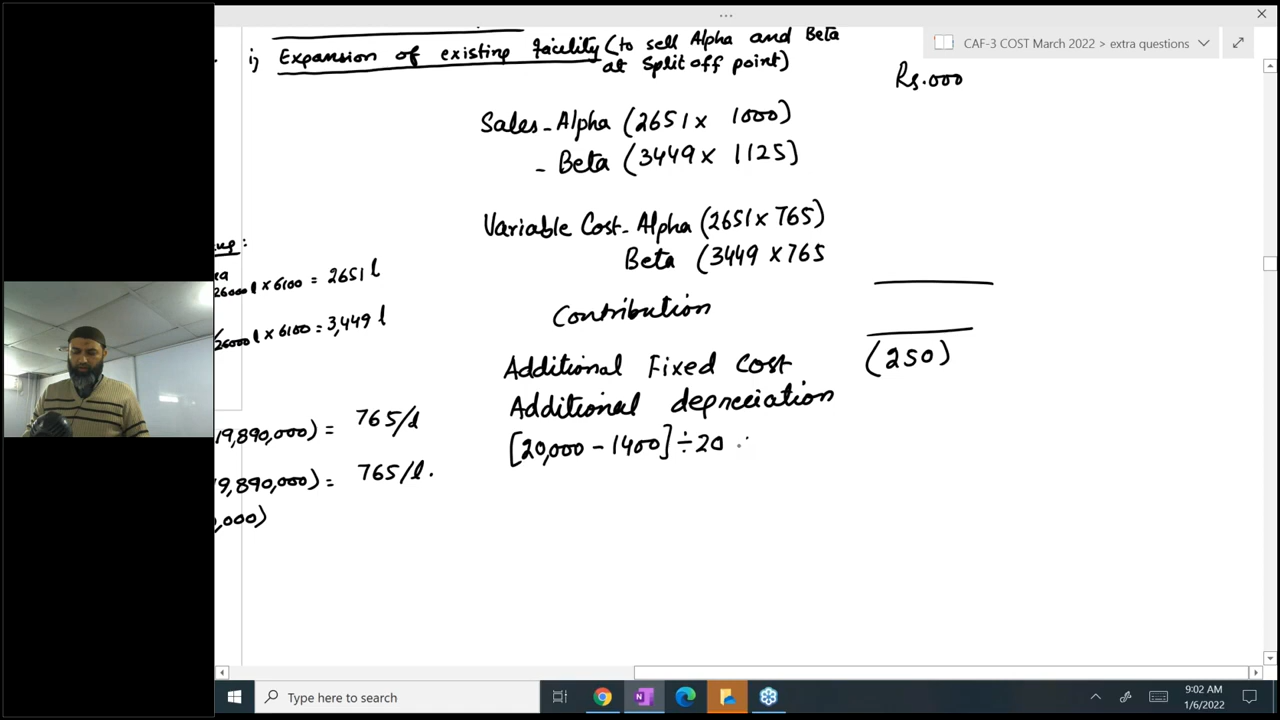 CAF-3 COST March 2022 > extra questions
i) Expansion of existing facility (to sell Alpha and Beta
at Split off point)
Rs.000
Sales - Alpha (2651 x 1000)
- Beta (3449 x 1125]
Variable Cost - Alpha (2651 x 765)
Beta (3449 x 765
26000 l x 6100 = 2651 l
26000 l x 6100 = 3,449 l
Contribution
Additional Fixed Cost (250)
Additional depreciation
[20,000 - 1400] ÷ 20
19,890,000) = 765/l
9,890,000) = 765/l.
,000)
Type here to search
9:02 AM
1/6/2022